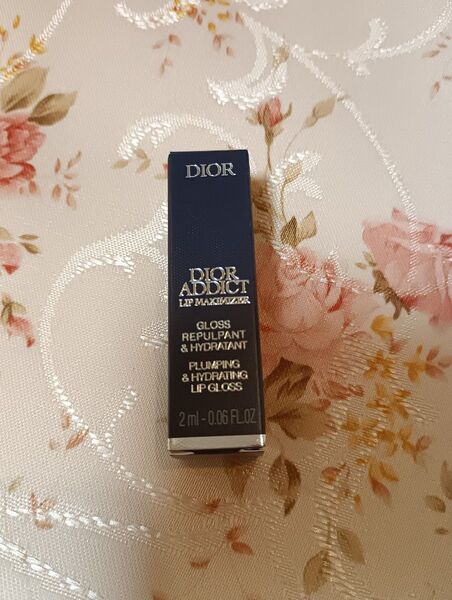 DIOR
DIOR
ADDICT
LIP MAXIMIZER
GLOSS
REPULPANT
& HYDRATANT
PLUMPING
& HYDRATING
LIP GLOSS
2 ml - 0.06 FL.OZ